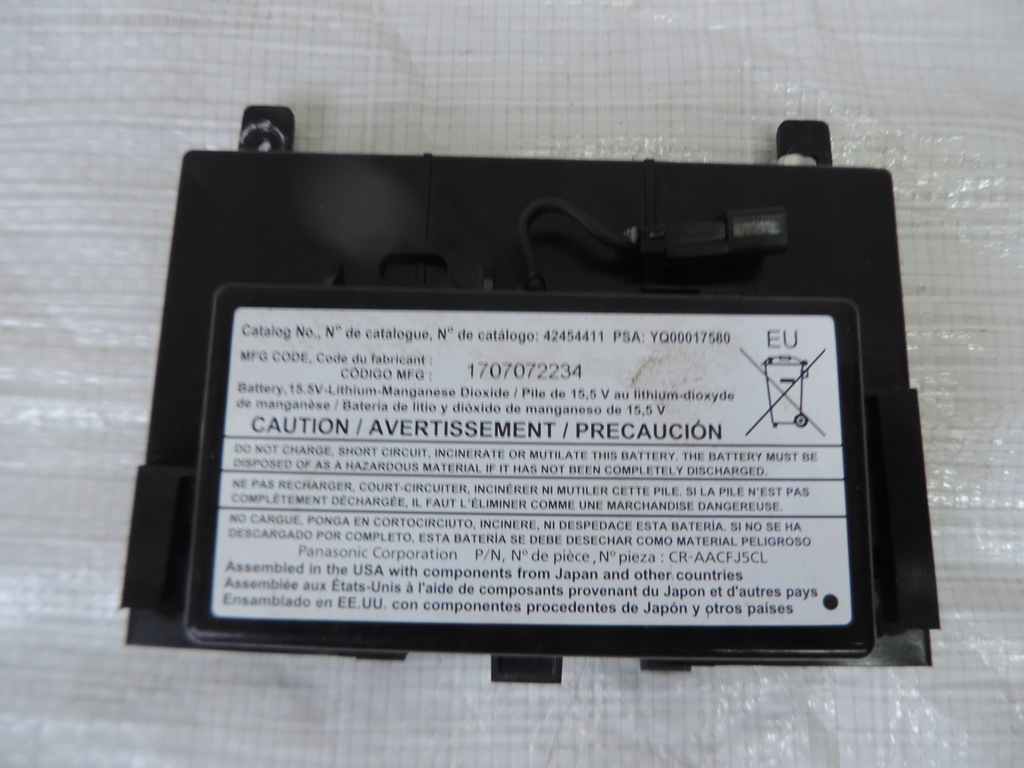 Catalog No., N° de catalogue, N° de catálogo: 42454411 PSA: YQ00017580
EU
MFG CODE, Code du fabricant :
CÓDIGO MFG : 1707072234
Battery,15.5V-Lithium-Manganese Dioxide / Pile de 15,5 V au lithium-dioxyde
de manganèse / Batería de litio y dióxido de manganeso de 15,5 V
CAUTION / AVERTISSEMENT / PRECAUCIÓN
DO NOT CHARGE, SHORT CIRCUIT, INCINERATE OR MUTILATE THIS BATTERY. THE BATTERY MUST BE
DISPOSED OF AS A HAZARDOUS MATERIAL IF IT HAS NOT BEEN COMPLETELY DISCHARGED.
NE PAS RECHARGER, COURT-CIRCUITER, INCINÉRER NI MUTILER CETTE PILE. SI LA PILE N'EST PAS
COMPLÈTEMENT DÉCHARGÉE, IL FAUT L'ÉLIMINER COMME UNE MARCHANDISE DANGEREUSE.
NO CARGUE, PONGA EN CORTOCIRCIUTO, INCINERE, NI DESPEDACE ESTA BATERÍA. SI NO SE HA
DESCARGADO POR COMPLETO, ESTA BATERÍA SE DEBE DESECHAR COMO MATERIAL PELIGROSO
Panasonic Corporation P/N, N° de pièce, N° pieza : CR-AACFJ5CL
Assembled in the USA with components from Japan and other countries
Assemblée aux États-Unis à l'aide de composants provenant du Japon et d'autres pays
Ensamblado en EE.UU. con componentes procedentes de Japón y otros países